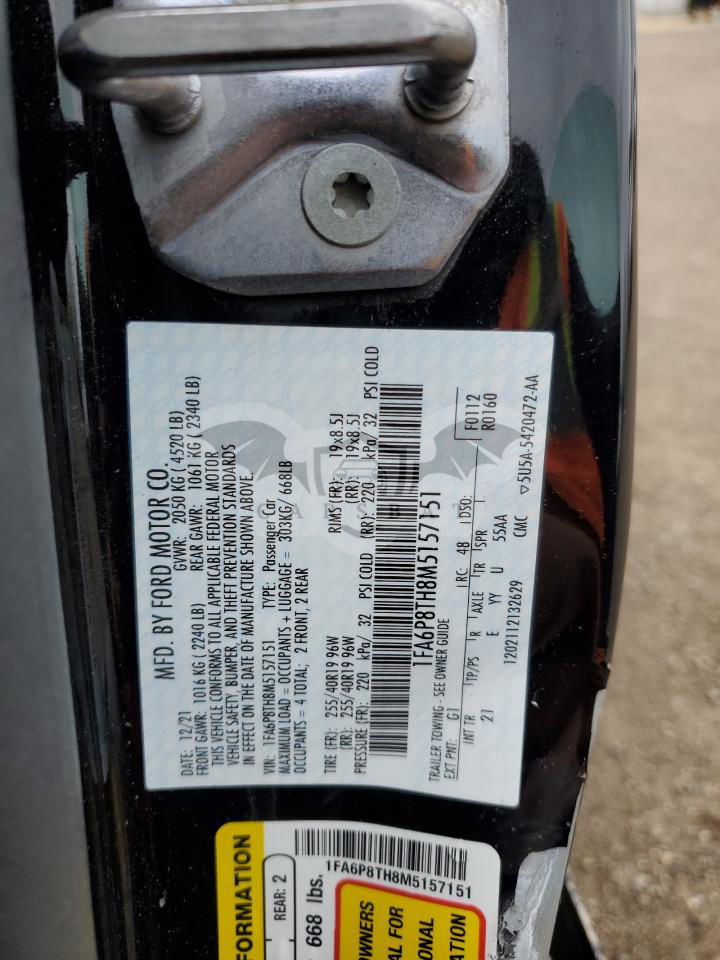 MFD. BY FORD MOTOR CO.
DATE: 12/21 GVWR: 2050 KG (4520 LB)
FRONT GAWR: 1016 KG (2240 LB) REAR GAWR: 1061 KG (2340 LB)
THIS VEHICLE CONFORMS TO ALL APPLICABLE FEDERAL MOTOR
VEHICLE SAFETY, BUMPER, AND THEFT PREVENTION STANDARDS
IN EFFECT ON THE DATE OF MANUFACTURE SHOWN ABOVE.
VIN: 1FA6P8TH8M5157151 TYPE: Passenger Car
MAXIMUM LOAD = OCCUPANTS + LUGGAGE = 303KG/ 668LB
OCCUPANTS = 4 TOTAL; 2 FRONT, 2 REAR
TIRE (FR): 255/40R19 96W RUMS (FR): 19x8.5J
(RR): 255/40R19 96W (RR): 19x8.5J
PRESSURE (FR): 220 kPa/ 32 PSI COLD (RR): 220 kPa/ 32 PSI COLD
1FA6P8TH8M5157151
TRAILER TOWING - SEE OWNER GUIDE
EXT PNT: G1 RC: 48 DSO: F0112
R0160
INT TR TP/PS R AXLE TR SPR
21 E YY U 55AA
1202112132629 CMC 5U5A-5420472-AA
FORMATION
REAR: 2
668 lbs.
1FA6P8TH8M5157151
OWNERS
AL FOR
IONAL
ATION